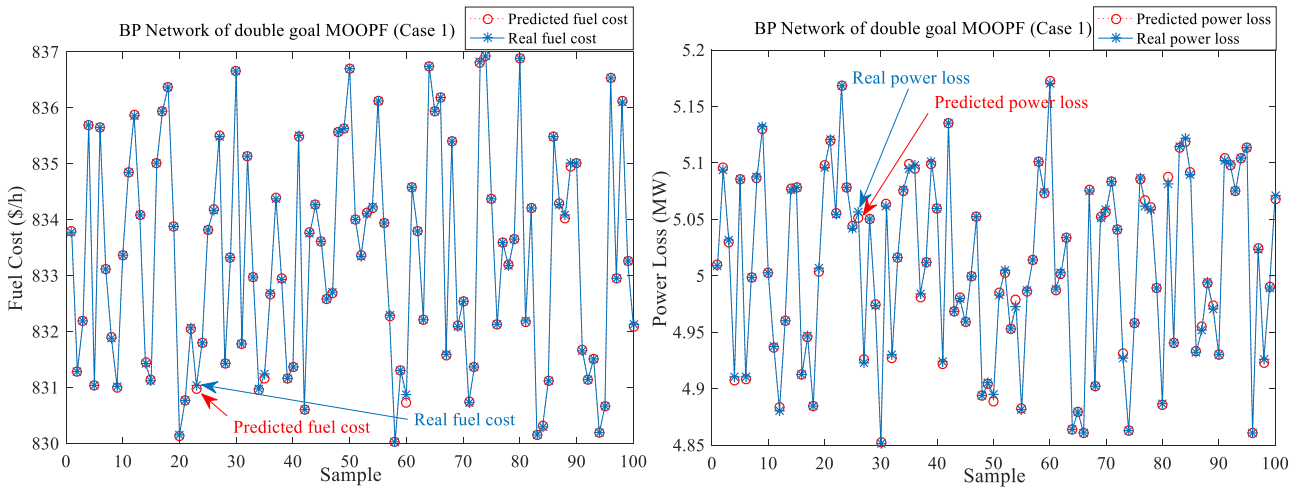 BP Network of double goal MOOPF (Case 1)
Predicted fuel cost
Real fuel cost
837
836
835
834
833
832
831
830
Fuel Cost ($/h)
Real fuel cost
Predicted fuel cost
0 10 20 30 40 50 60 70 80 90 100
Sample
BP Network of double goal MOOPF (Case 1)
Predicted power loss
Real power loss
5.2
5.15
5.1
5.05
5
4.95
4.9
4.85
Power Loss (MW)
Real power loss
Predicted power loss
0 10 20 30 40 50 60 70 80 90 100
Sample